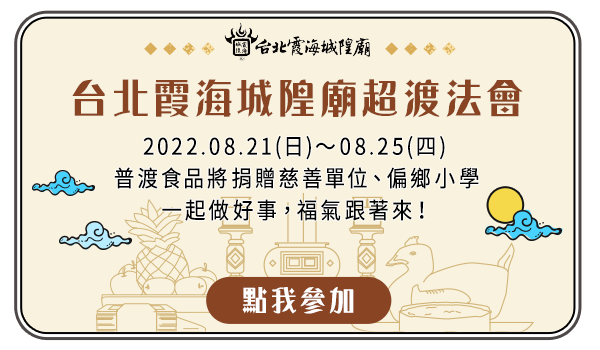 台北霞海城隍廟
台北霞海城隍廟超渡法會
2022.08.21(日)～08.25(四)
普渡食品將捐贈慈善單位、偏鄉小學
一起做好事，福氣跟著來！
點我參加